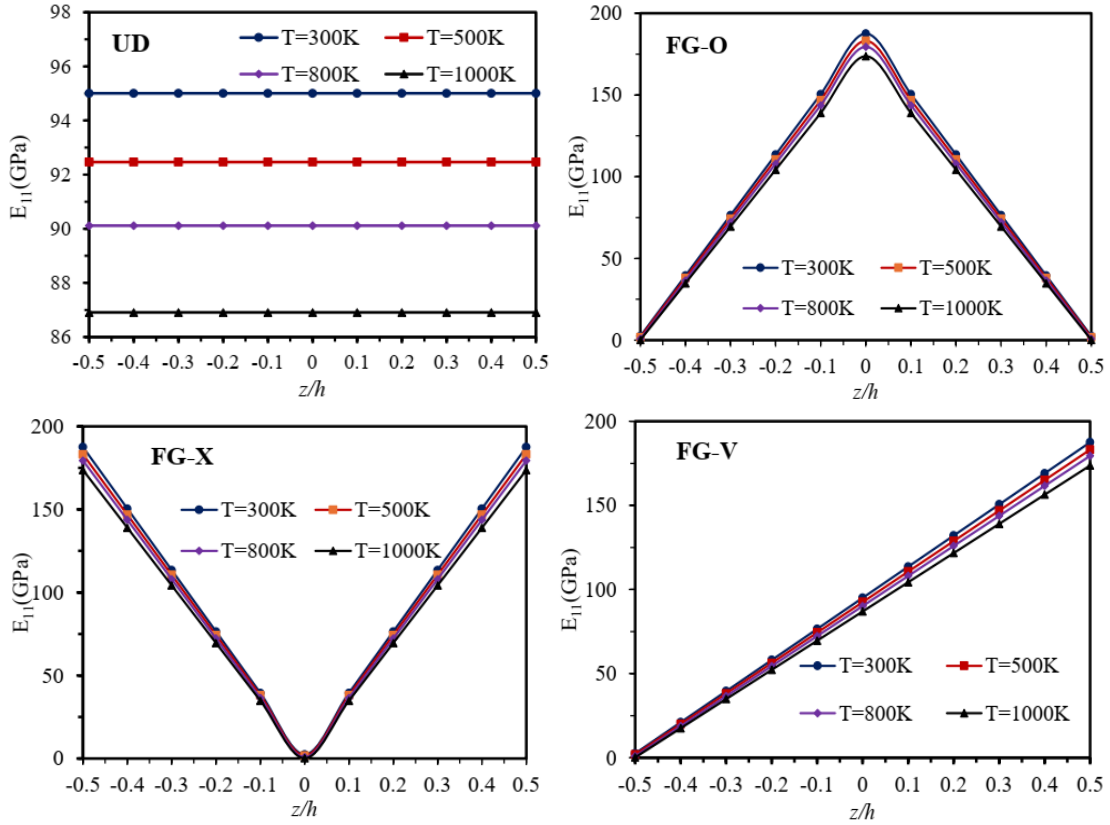 UD
T=300K T=500K
T=800K T=1000K
E11(GPa)
98
96
94
92
90
88
86
-0.5 -0.4 -0.3 -0.2 -0.1 0 0.1 0.2 0.3 0.4 0.5
z/h
FG-O
E11(GPa)
200
150
100
50
0
T=300K T=500K
T=800K T=1000K
-0.5 -0.4 -0.3 -0.2 -0.1 0 0.1 0.2 0.3 0.4 0.5
z/h
FG-X
T=300K T=500K
T=800K T=1000K
E11(GPa)
200
150
100
50
0
-0.5 -0.4 -0.3 -0.2 -0.1 0 0.1 0.2 0.3 0.4 0.5
z/h
FG-V
E11(GPa)
200
150
100
50
0
T=300K T=500K
T=800K T=1000K
-0.5 -0.4 -0.3 -0.2 -0.1 0 0.1 0.2 0.3 0.4 0.5
z/h